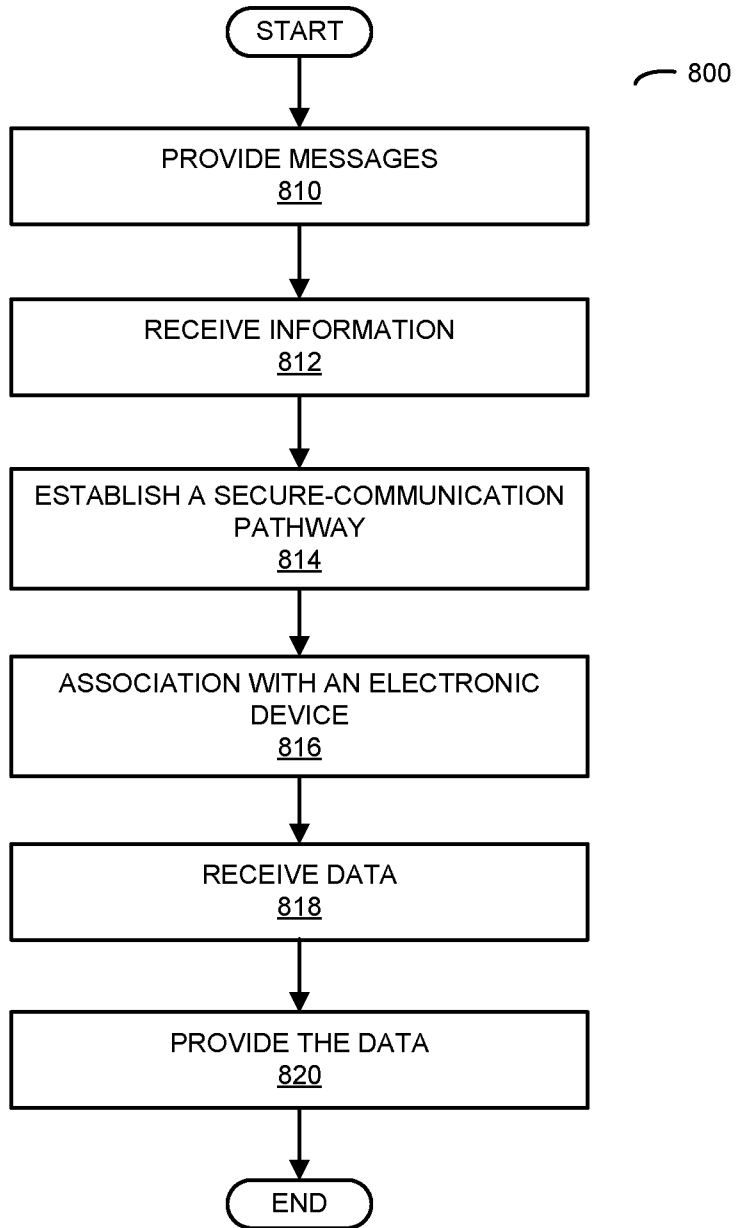 START
800
PROVIDE MESSAGES
810
RECEIVE INFORMATION
812
ESTABLISH A SECURE-COMMUNICATION
PATHWAY
814
ASSOCIATION WITH AN ELECTRONIC
DEVICE
816
RECEIVE DATA
818
PROVIDE THE DATA
820
END